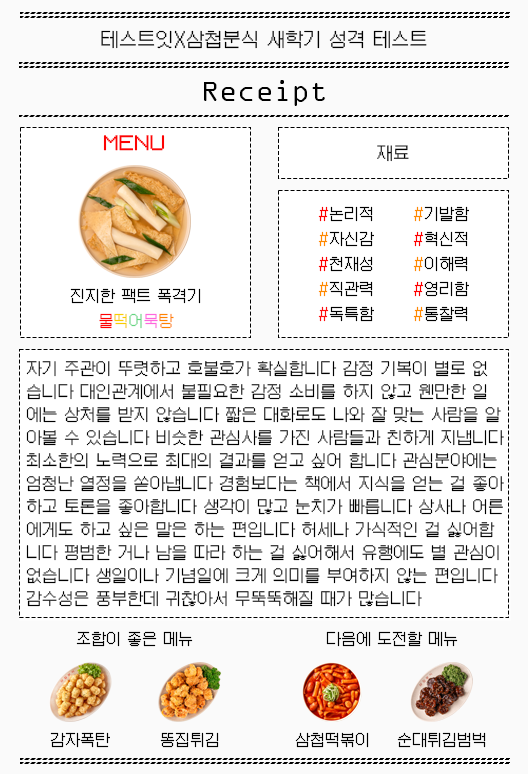 테스트잇X삼첩분식 새학기 성격 테스트
Receipt
MENU
진지한 팩트 폭격기
물떡어묵탕
재료
#논리적 #기발함
#자신감 #혁신적
#천재성 #이해력
#직관력 #영리함
#독특함 #통찰력
자기 주관이 뚜렷하고 호불호가 확실합니다 감정 기복이 별로 없
습니다 대인관계에서 불필요한 감정 소비를 하지 않고 웬만한 일
에는 상처를 받지 않습니다 짧은 대화로도 나와 잘 맞는 사람을 알
아볼 수 있습니다 비슷한 관심사를 가진 사람들과 친하게 지냅니다
최소한의 노력으로 최대의 결과를 얻고 싶어 합니다 관심분야에는
엄청난 열정을 쏟아냅니다 경험보다는 책에서 지식을 얻는 걸 좋아
하고 토론을 좋아합니다 생각이 많고 눈치가 빠릅니다 상사나 어른
에게도 하고 싶은 말은 하는 편입니다 허세나 가식적인 걸 싫어합
니다 평범한 거나 남을 따라 하는 걸 싫어해서 유행에도 별 관심이
없습니다 생일이나 기념일에 크게 의미를 부여하지 않는 편입니다
감수성은 풍부한데 귀찮아서 무뚝뚝해질 때가 많습니다
조합이 좋은 메뉴 다음에 도전할 메뉴
감자폭탄 똥집튀김 삼첩떡볶이 순대튀김범벅